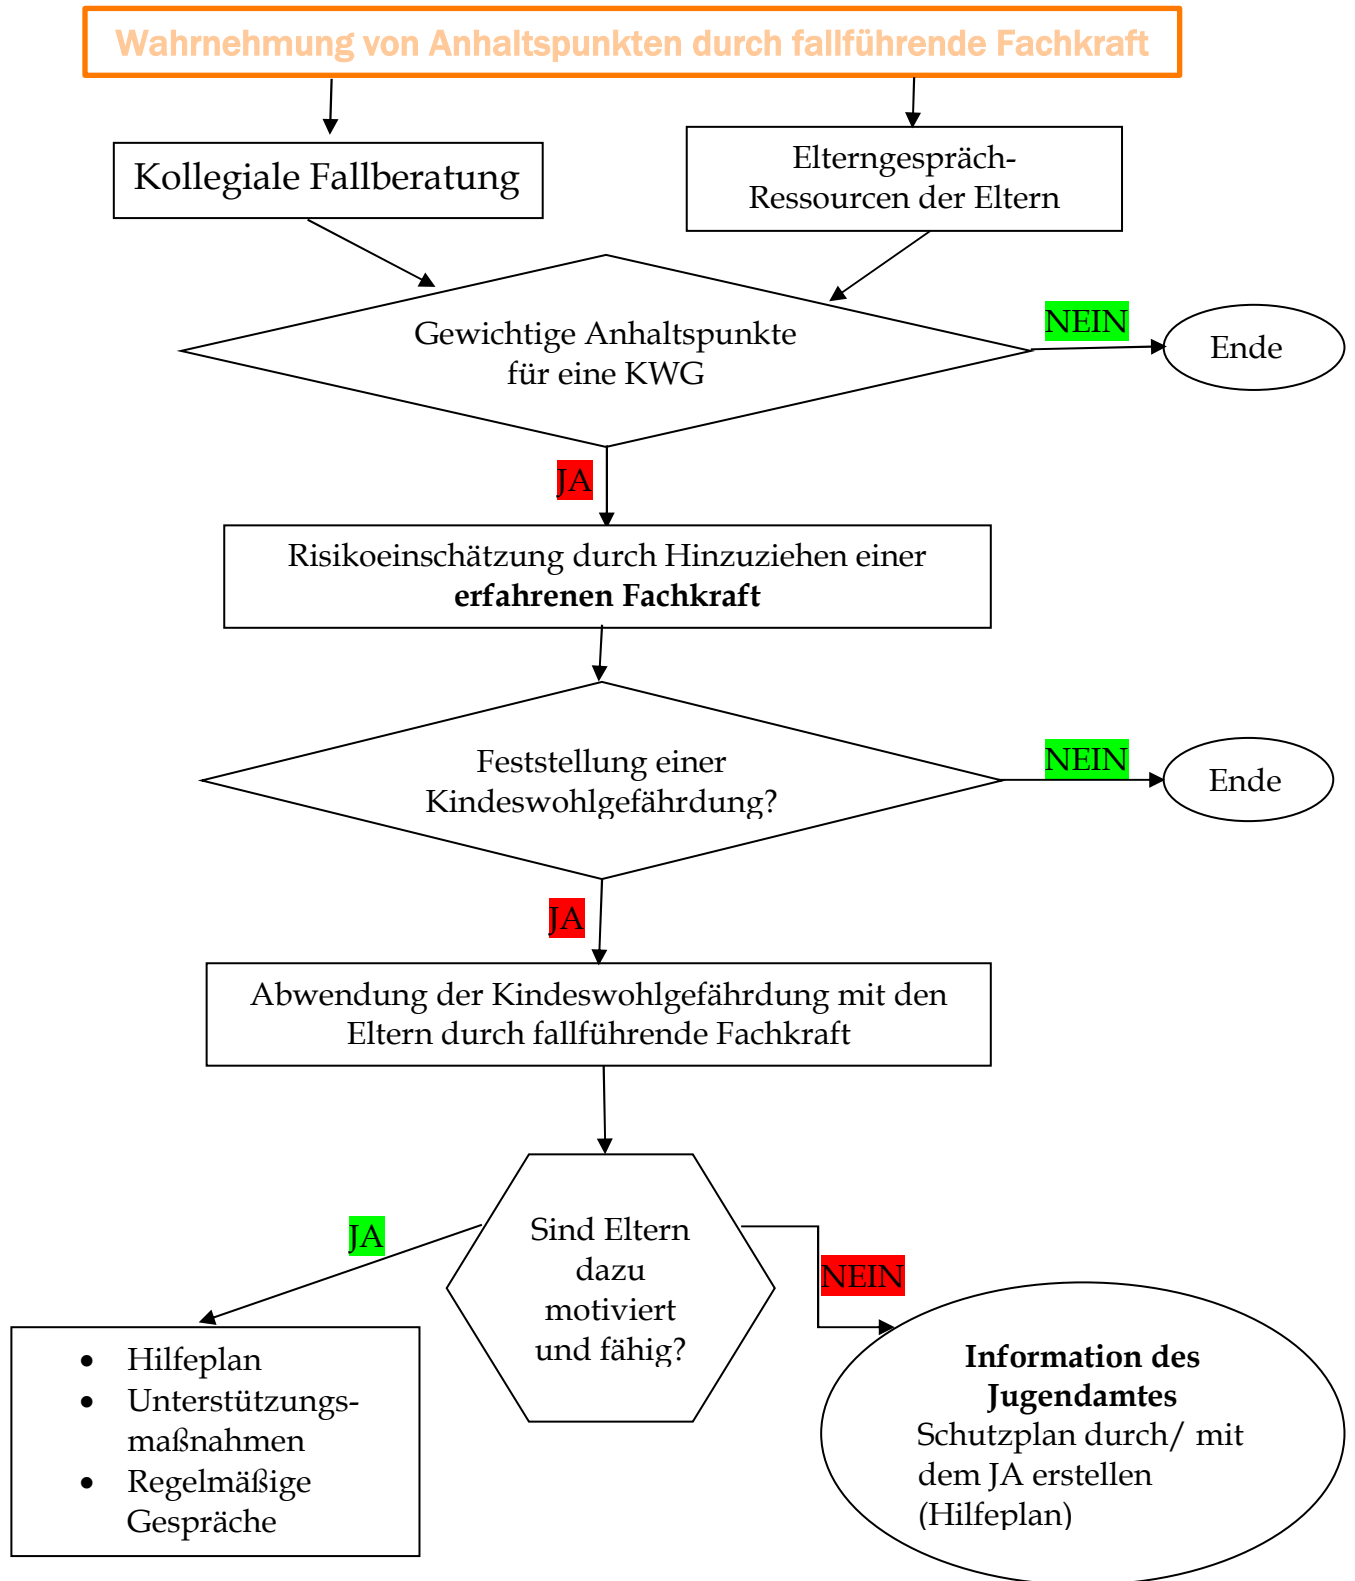 Wahrnehmung von Anhaltspunkten durch fallführende Fachkraft
Kollegiale Fallberatung
Elterngespräch-
Ressourcen der Eltern
Gewichtige Anhaltspunkte
für eine KWG
NEIN
Ende
JA
Risikoeinschätzung durch Hinzuziehen einer
erfahrenen Fachkraft
Feststellung einer
Kindeswohlgefährdung?
NEIN
Ende
JA
Abwendung der Kindeswohlgefährdung mit den
Eltern durch fallführende Fachkraft
Sind Eltern
dazu
motiviert
und fähig?
JA
NEIN
• Hilfeplan
• Unterstützungs-
maßnahmen
• Regelmäßige
Gespräche
Information des
Jugendamtes
Schutzplan durch/ mit
dem JA erstellen
(Hilfeplan)